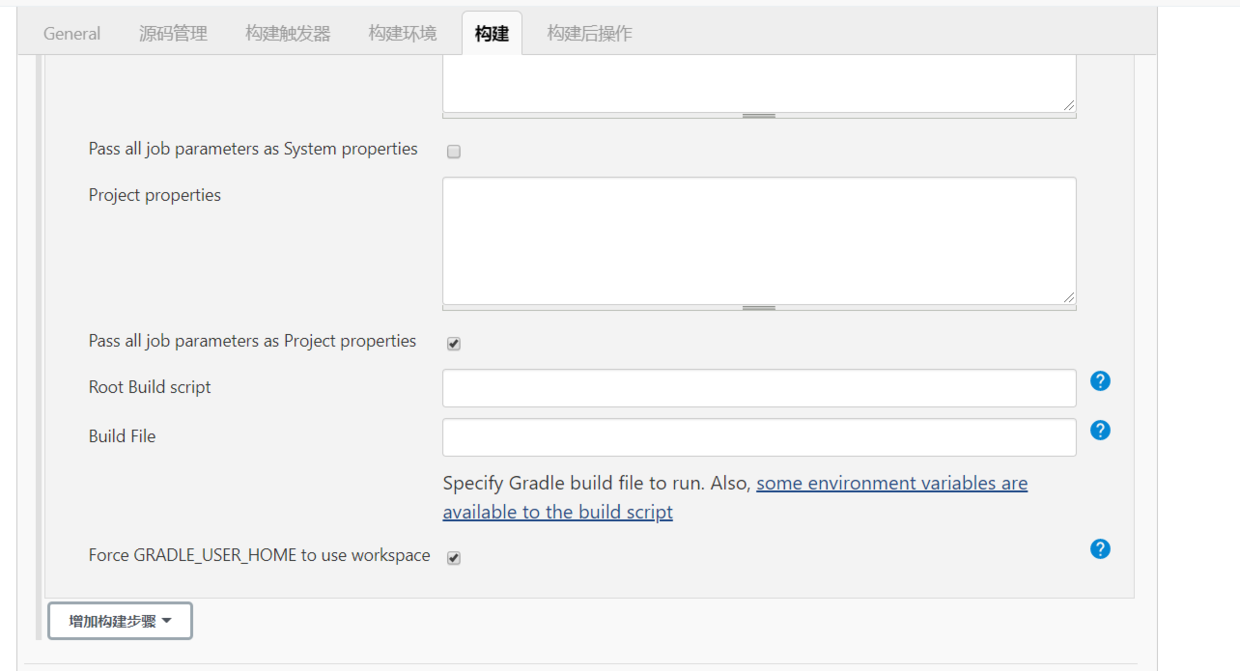 General 源码管理 构建触发器 构建环境 构建 构建后操作
Pass all job parameters as System properties
Project properties
Pass all job parameters as Project properties
Root Build script
Build File
Specify Gradle build file to run. Also, some environment variables are
available to the build script
Force GRADLE_USER_HOME to use workspace
增加构建步骤